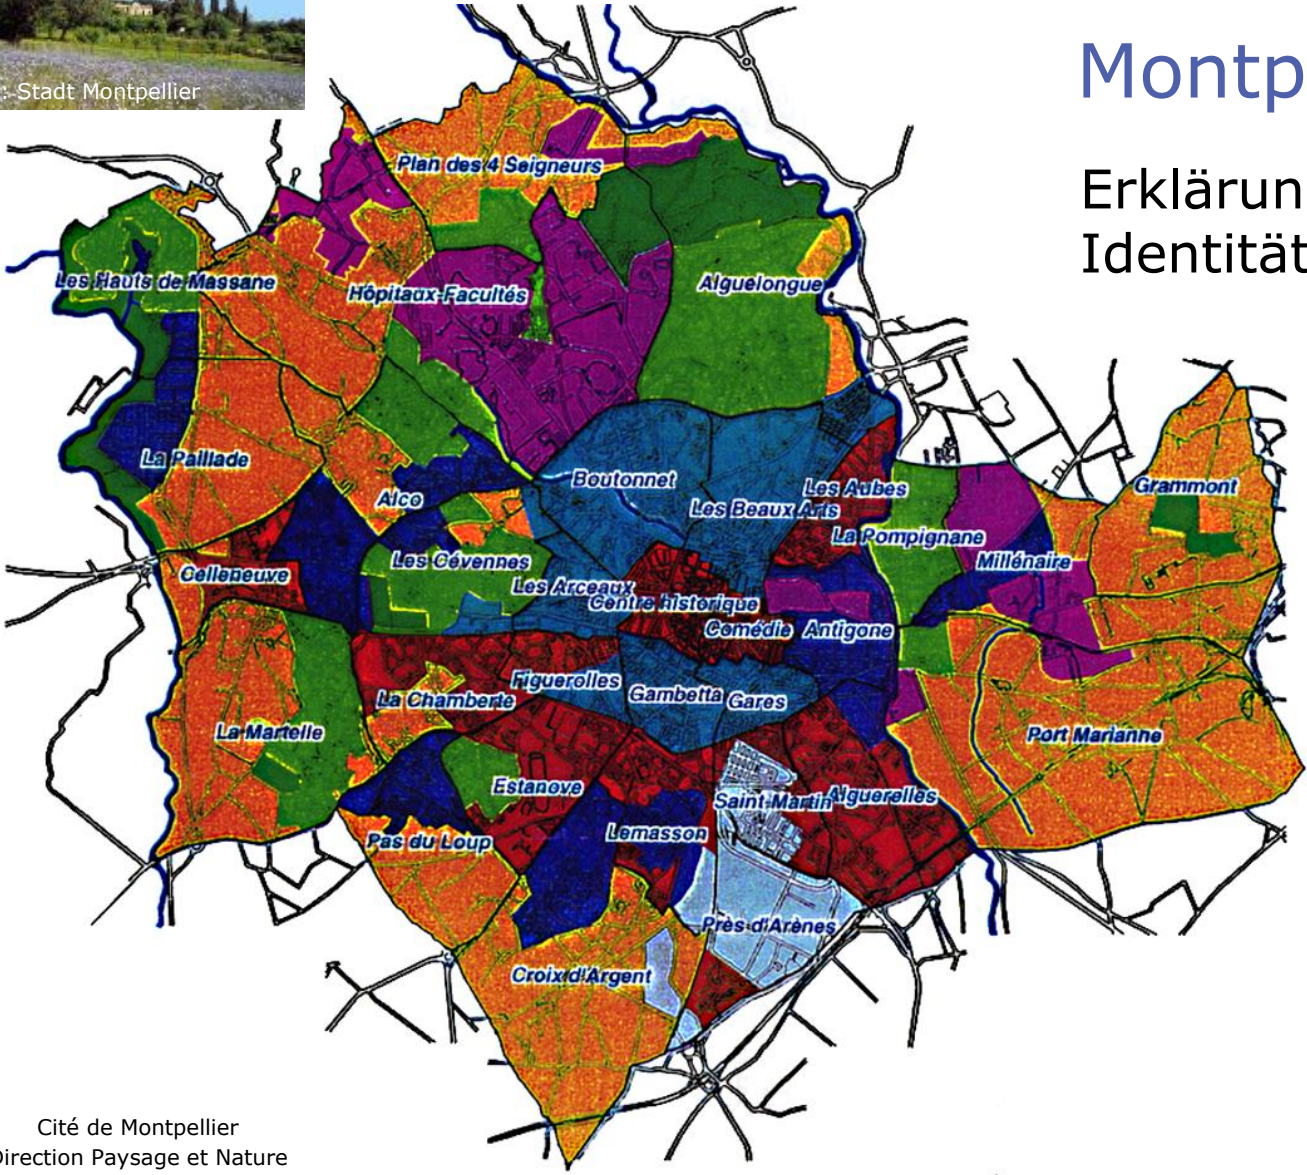 : Stadt Montpellier
Montp
Erklärun
Identität
Plan des 4 Seigneurs
Les Hauts de Massane
Hôpitaux-Facultés
Aiguelongue
La Paillade
Alco
Boutonnet
Les Beaux Arts
Les Aubes
La Pompignane
Grammont
Millénaire
Celleneuve
Les Cévennes
Les Arceaux
Centre historique
Comédie Antigone
La Chamberte
Figuerolles
Gambetta
Gares
La Martelle
Port Marianne
Estanove
Saint-Martin
Aiguerelles
Pas du Loup
Lemasson
Près d'Arènes
Croix d'Argent
Cité de Montpellier
Direction Paysage et Nature